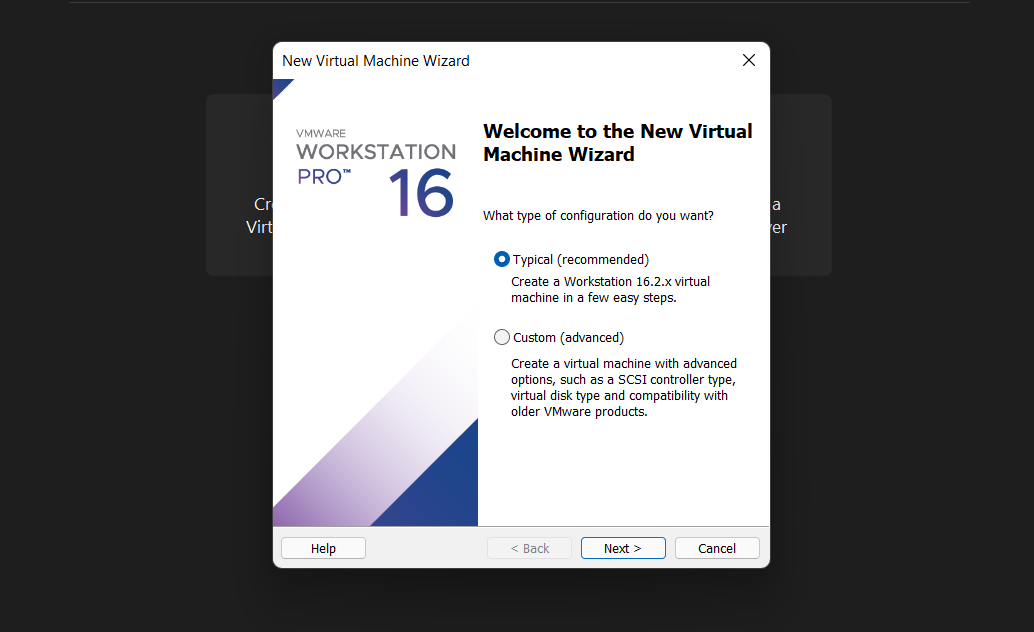 New Virtual Machine Wizard
VMWARE
WORKSTATION
PRO™
16
Welcome to the New Virtual
Machine Wizard
What type of configuration do you want?
Typical (recommended)
Create a Workstation 16.2.x virtual
machine in a few easy steps.
Custom (advanced)
Create a virtual machine with advanced
options, such as a SCSI controller type,
virtual disk type and compatibility with
older VMware products.
a
Help
< Back
Next >
Cancel